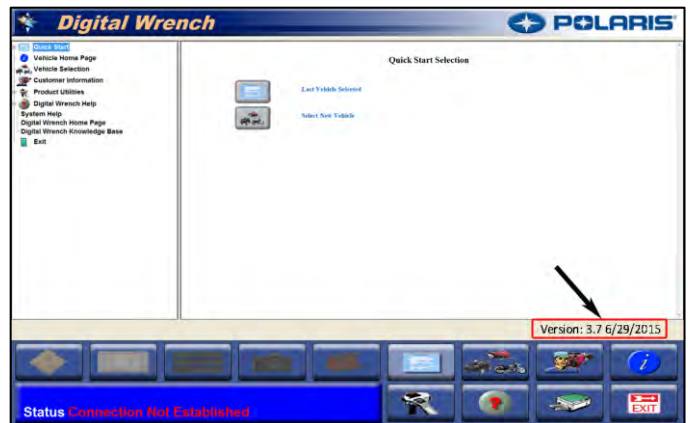 Digital Wrench
POLARIS
Quick Start
Vehicle Home Page
Vehicle Selection
Customer Information
Product Utilities
Digital Wrench Help
System Help
Digital Wrench Home Page
Digital Wrench Knowledge Base
Exit
Quick Start Selection
Last Vehicle Selected
Select New Vehicle
Version: 3.7 6/29/2015
Status Connection Not Established
EXIT